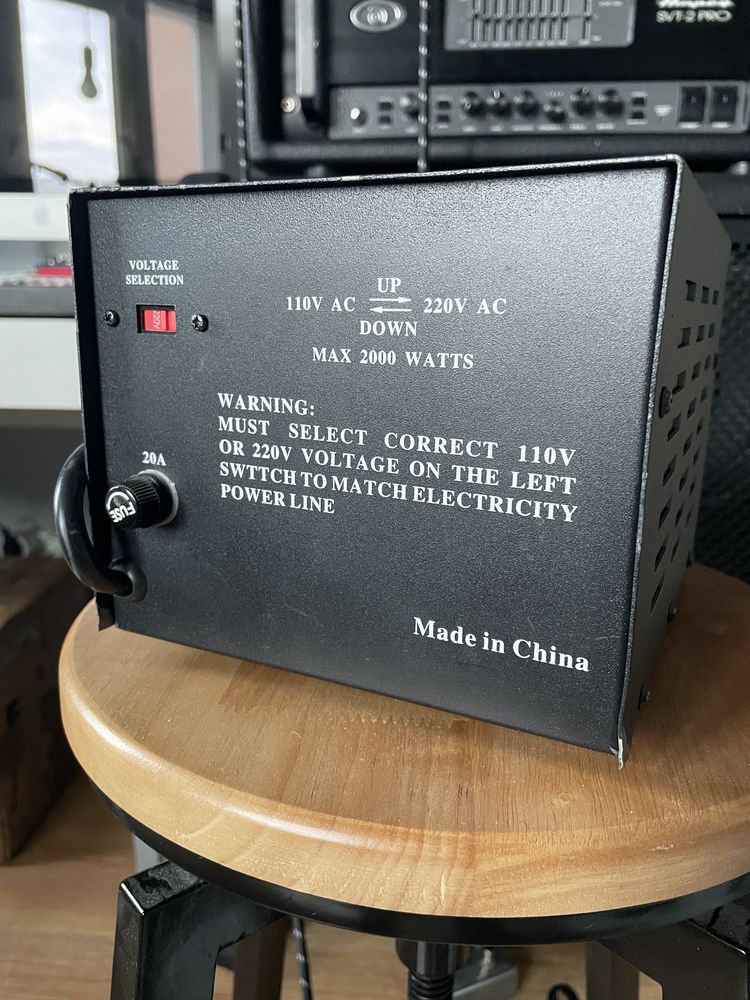 SVT-2 PRO
VOLTAGE
SELECTION
220V
UP
110V AC ⇄ 220V AC
DOWN
MAX 2000 WATTS
WARNING:
MUST SELECT CORRECT 110V
OR 220V VOLTAGE ON THE LEFT
SWTTCH TO MATCH ELECTRICITY
POWER LINE
20A
FUSE
Made in China